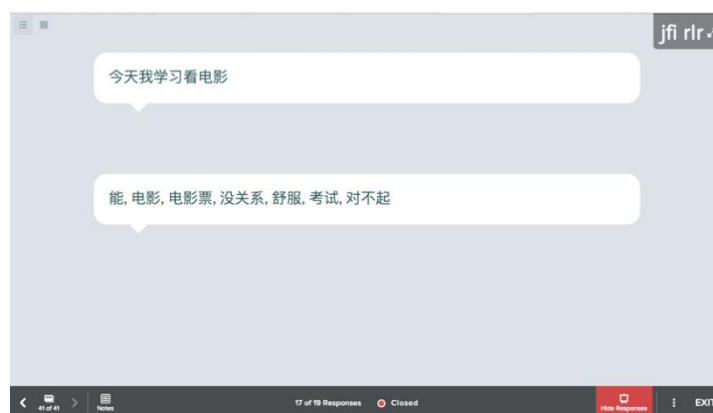 jfi rlr
今天我学习看电影
能, 电影, 电影票, 没关系, 舒服, 考试, 对不起
41 of 41
Notes
17 of 19 Responses
Closed
Hide Responses
EXIT